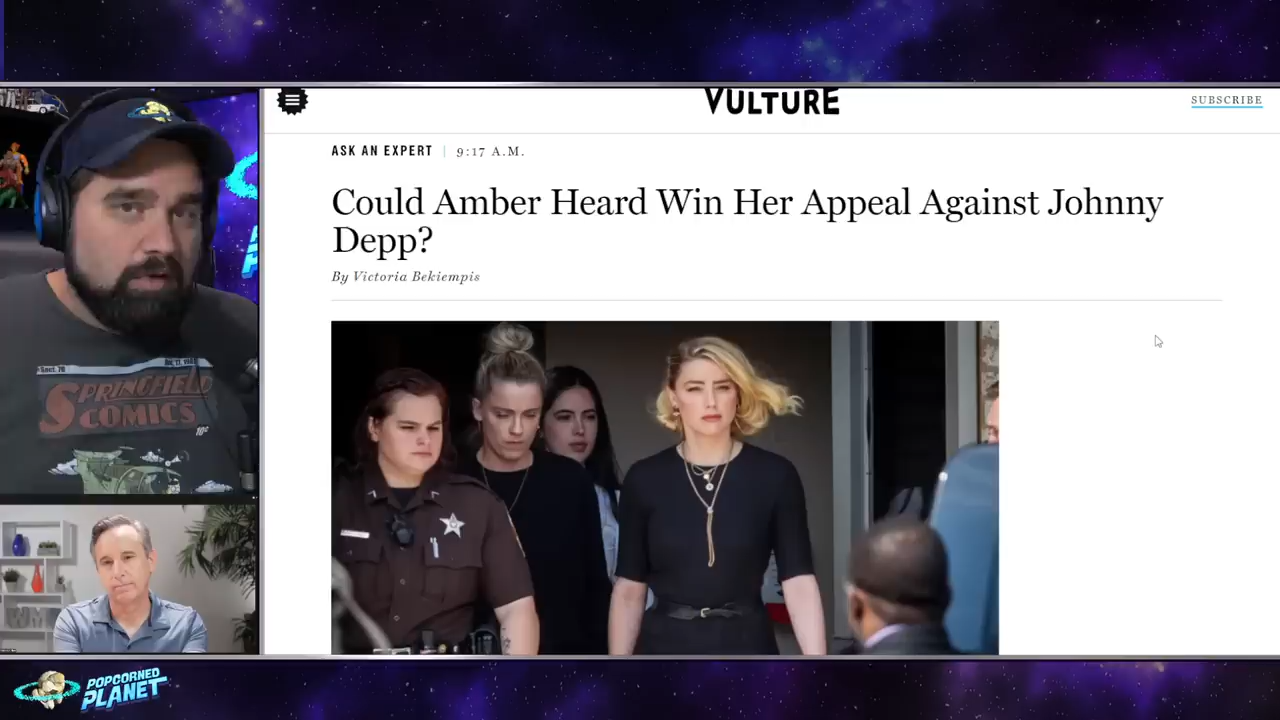 VULTURE
SUBSCRIBE
ASK AN EXPERT | 9:17 A.M.
Could Amber Heard Win Her Appeal Against Johnny
Depp?
By Victoria Bekiempis
SPRINGFIELD
COMICS
10¢
POPCORNED
PLANET